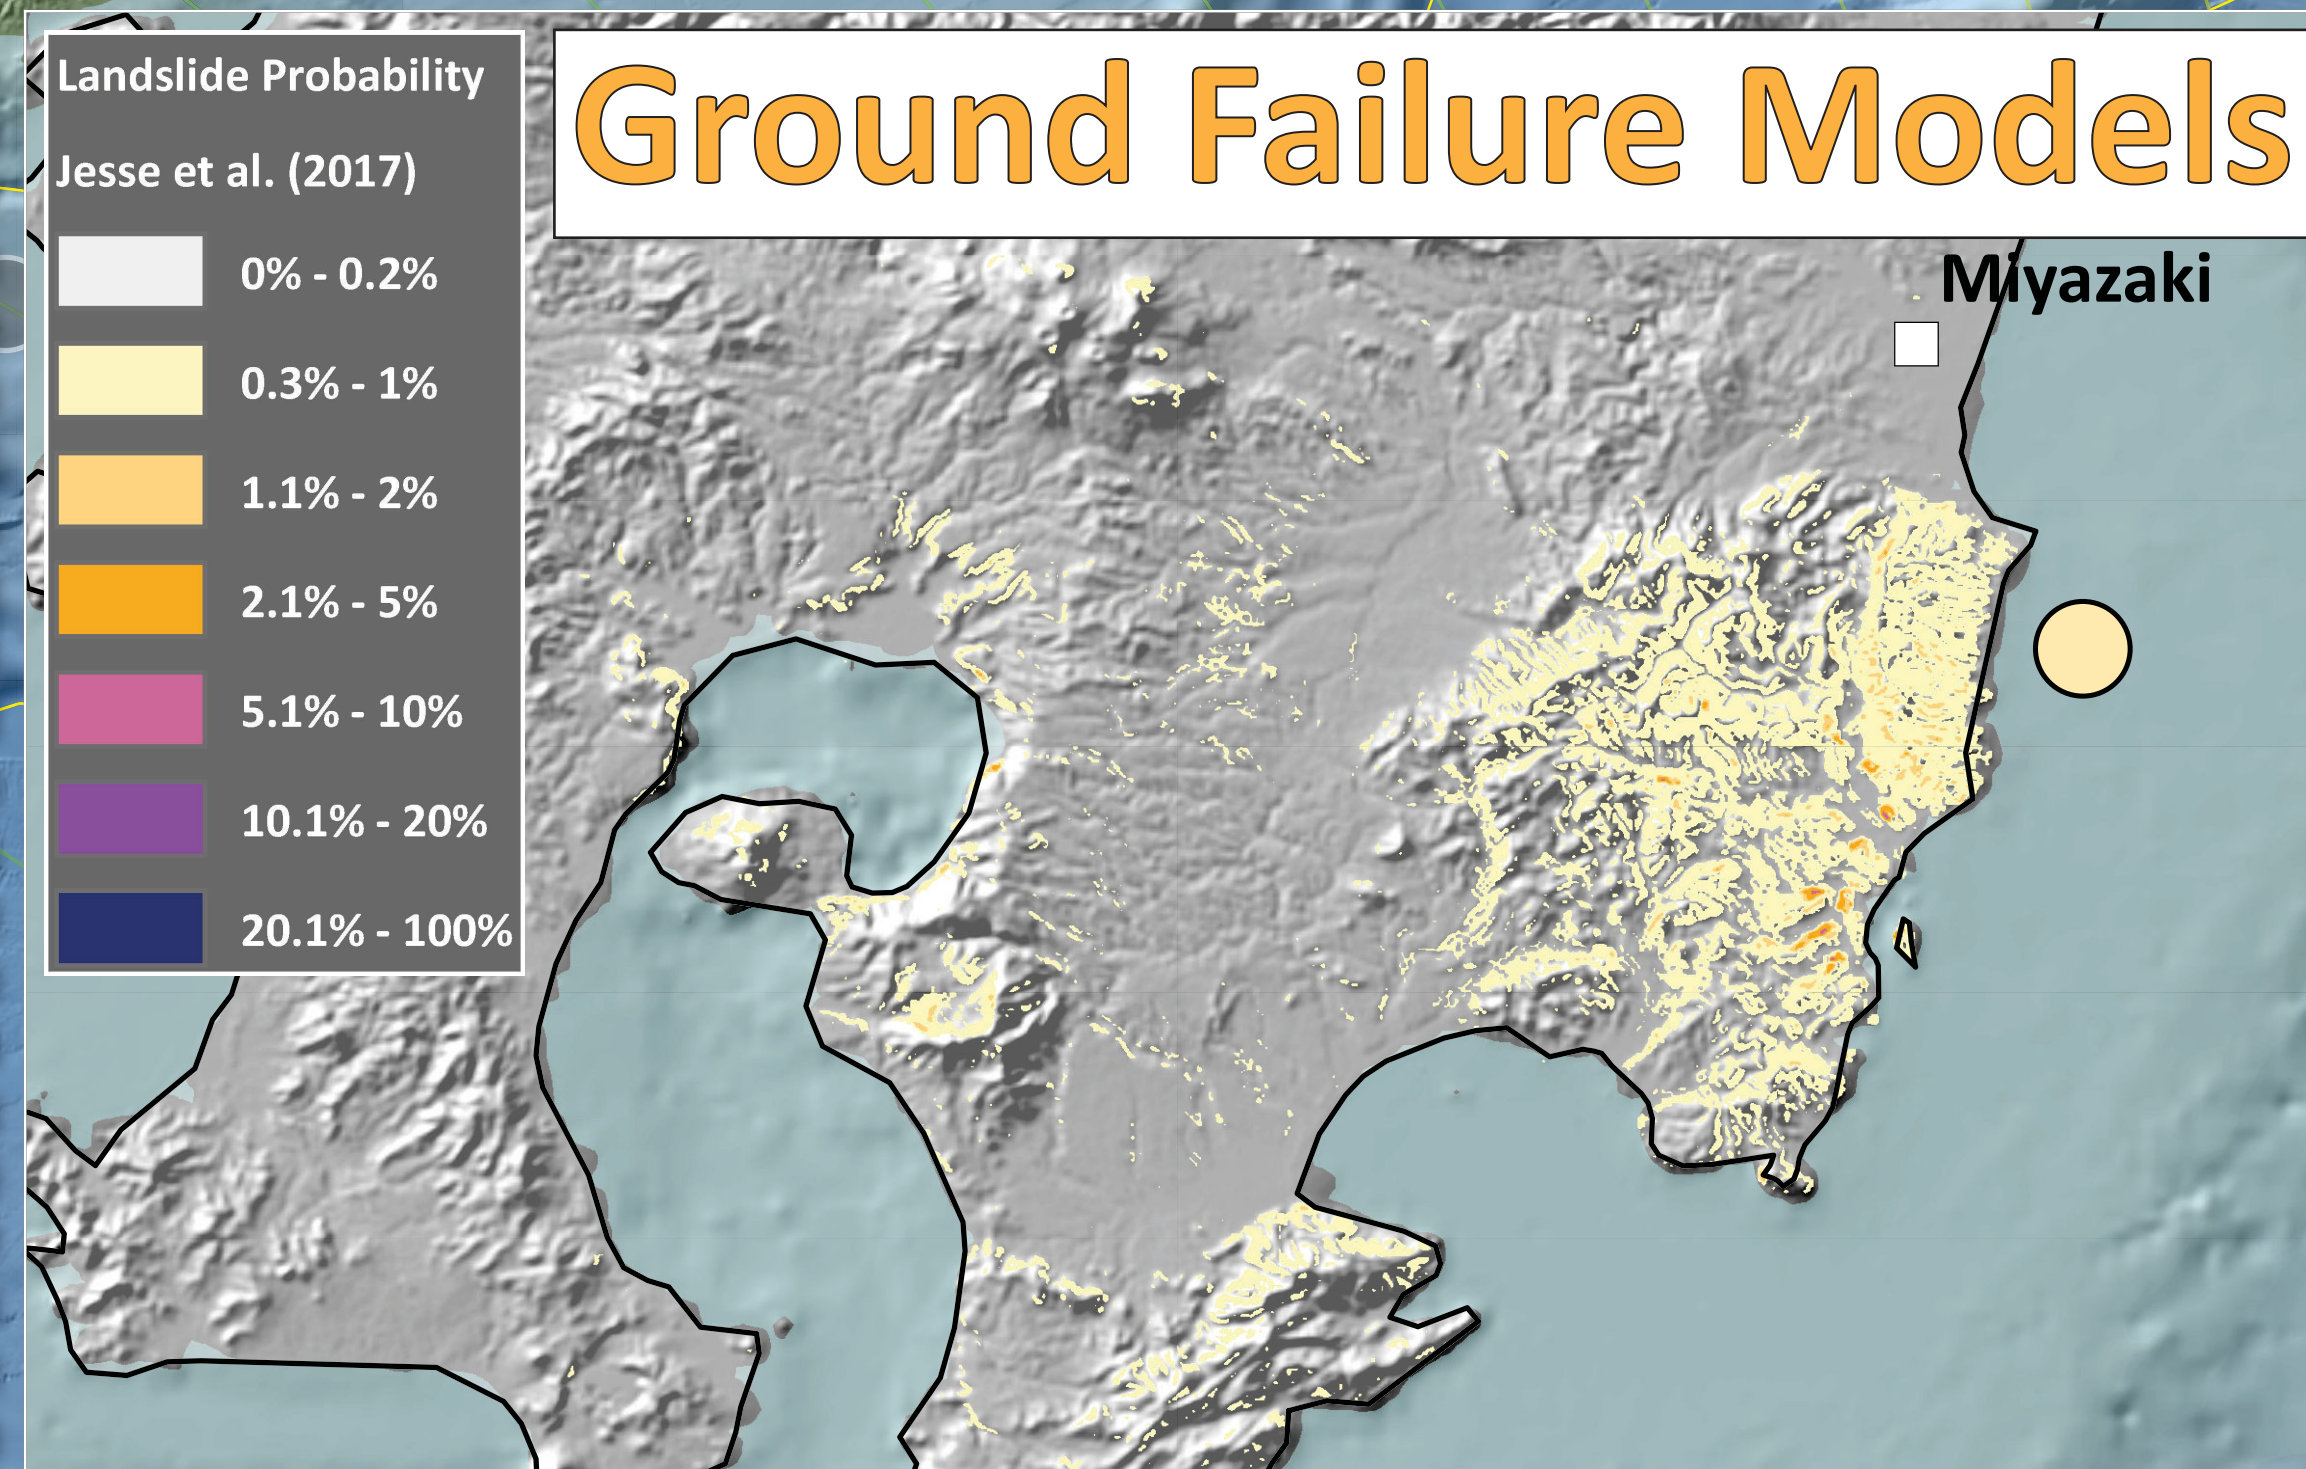 Ground Failure Models
Landslide Probability
Jesse et al. (2017)
0% - 0.2%
0.3% - 1%
1.1% - 2%
2.1% - 5%
5.1% - 10%
10.1% - 20%
20.1% - 100%
Miyazaki